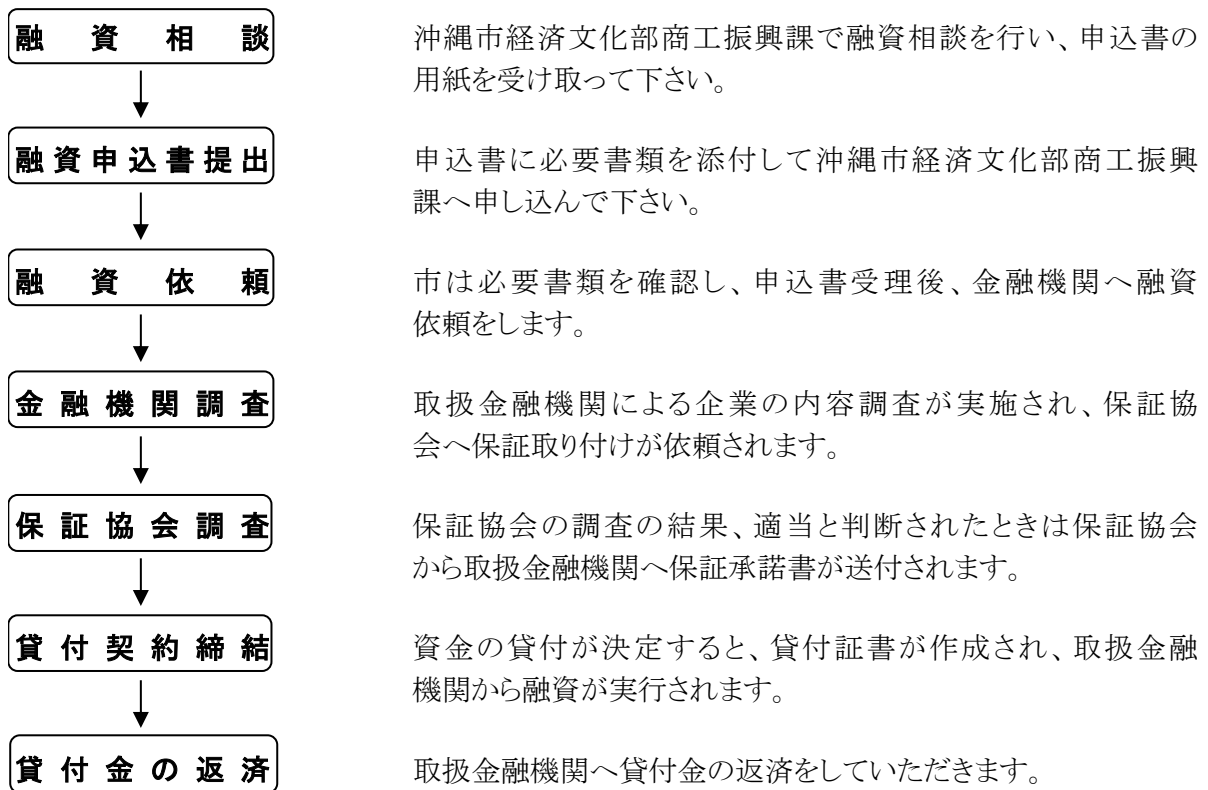 融資相談
沖縄市経済文化部商工振興課で融資相談を行い、申込書の
用紙を受け取って下さい。
融資申込書提出
申込書に必要書類を添付して沖縄市経済文化部商工振興
課へ申し込んで下さい。
融資依頼
市は必要書類を確認し、申込書受理後、金融機関へ融資
依頼をします。
金融機関調査
取扱金融機関による企業の内容調査が実施され、保証協
会へ保証取り付けが依頼されます。
保証協会調査
保証協会の調査の結果、適当と判断されたときは保証協会
から取扱金融機関へ保証承諾書が送付されます。
貸付契約締結
資金の貸付が決定すると、貸付証書が作成され、取扱金融
機関から融資が実行されます。
貸付金の返済
取扱金融機関へ貸付金の返済をしていただきます。